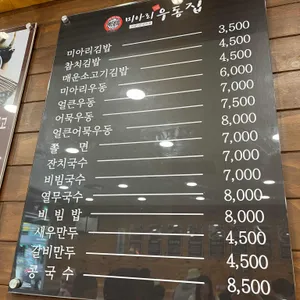 미아리우동집
미아리김밥 3,500
참치김밥 4,500
매운소고기김밥 4,500
미아리우동 6,000
얼큰우동 7,000
어묵우동 7,500
얼큰어묵우동 8,000
쫄 면 7,000
잔치국수 7,000
비빔국수 7,000
열무국수 8,000
비 빔 밥 8,000
새우만두 4,500
갈비만두 4,500
콩 국 수 8,500